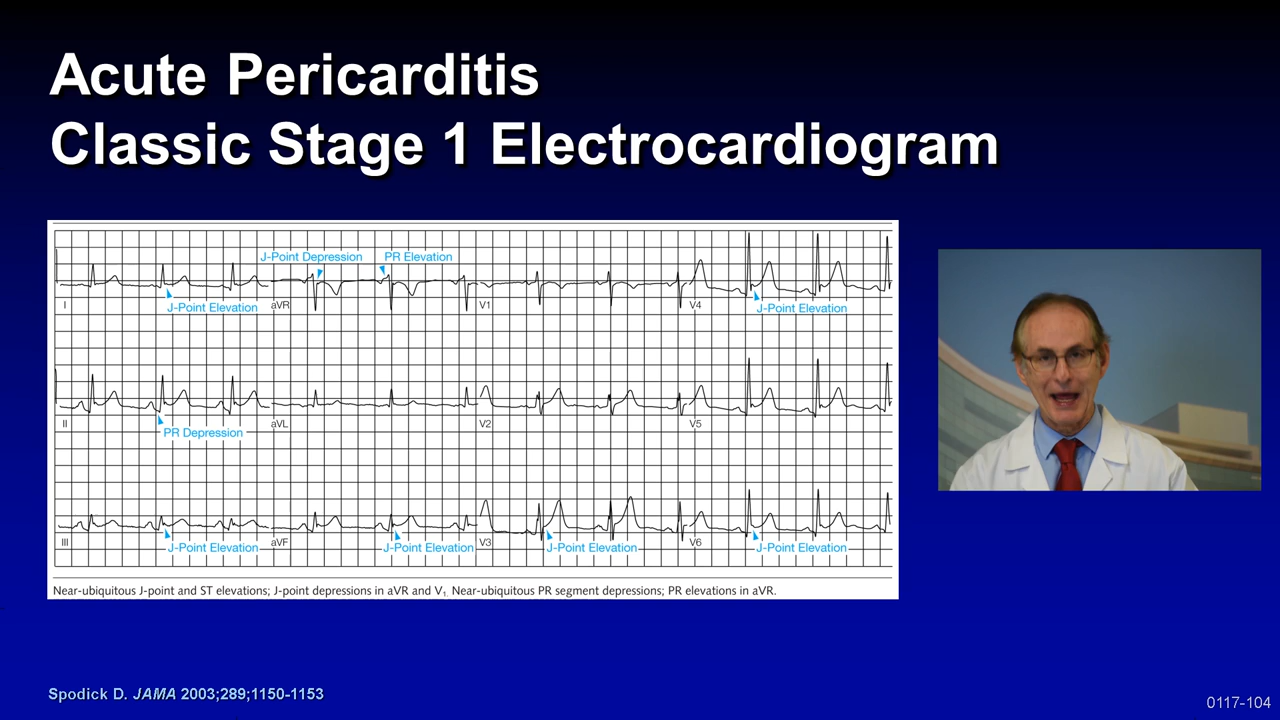 Acute Pericarditis
Classic Stage 1 Electrocardiogram
J-Point Depression
PR Elevation
I
J-Point Elevation
aVR
V1
V4
J-Point Elevation
II
PR Depression
aVL
V2
V5
III
J-Point Elevation
aVF
J-Point Elevation
V3
J-Point Elevation
V6
J-Point Elevation
Near-ubiquitous J-point and ST elevations; J-point depressions in aVR and V₁. Near-ubiquitous PR segment depressions; PR elevations in aVR.
Spodick D. JAMA 2003;289;1150-1153
0117-104